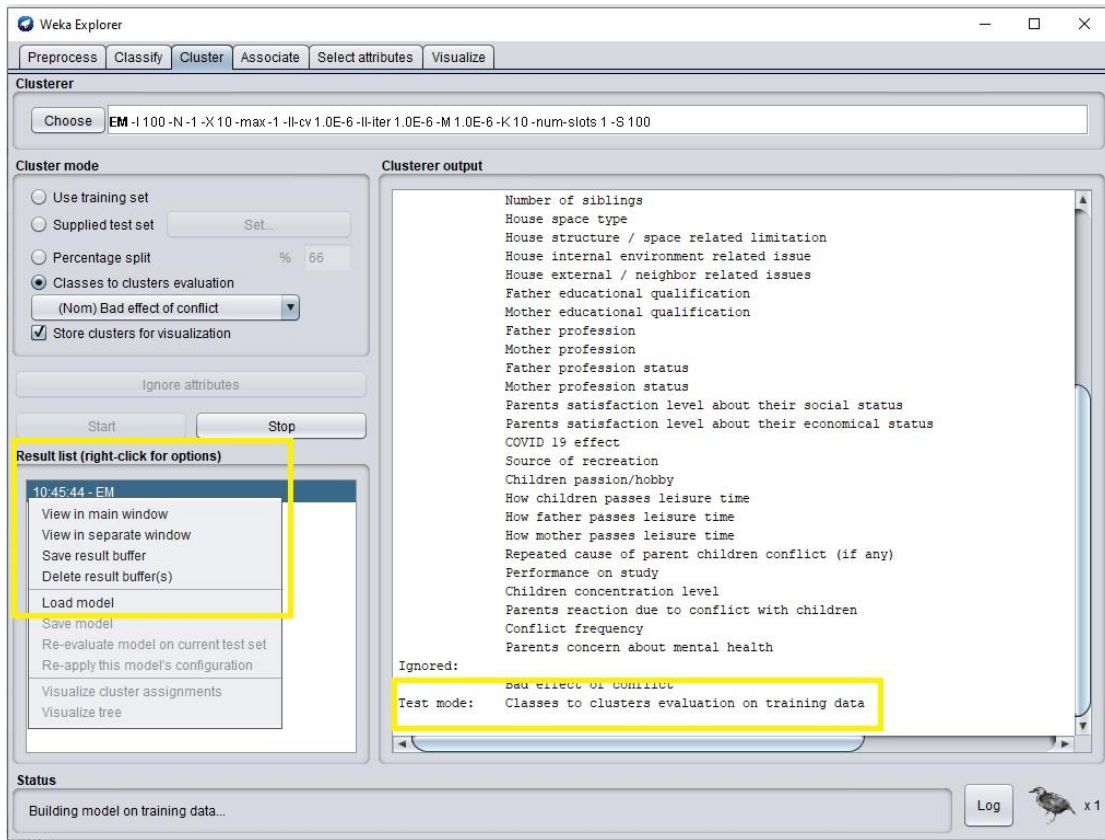 Weka Explorer
Preprocess Classify Cluster Associate Select attributes Visualize
Clusterer
Choose EM -I 100 -N -1 -X 10 -max -1 -ll-cv 1.0E-6 -ll-iter 1.0E-6 -M 1.0E-6 -K 10 -num-slots 1 -S 100
Cluster mode
Use training set
Supplied test set Set...
Percentage split % 66
Classes to clusters evaluation
(Nom) Bad effect of conflict
Store clusters for visualization
Ignore attributes
Start Stop
Result list (right-click for options)
10:45:44 - EM
View in main window
View in separate window
Save result buffer
Delete result buffer(s)
Load model
Save model
Re-evaluate model on current test set
Re-apply this model's configuration
Visualize cluster assignments
Visualize tree
Clusterer output
Number of siblings
House space type
House structure / space related limitation
House internal environment related issue
House external / neighbor related issues
Father educational qualification
Mother educational qualification
Father profession
Mother profession
Father profession status
Mother profession status
Parents satisfaction level about their social status
Parents satisfaction level about their economical status
COVID 19 effect
Source of recreation
Children passion/hobby
How children passes leisure time
How father passes leisure time
How mother passes leisure time
Repeated cause of parent children conflict (if any)
Performance on study
Children concentration level
Parents reaction due to conflict with children
Conflict frequency
Parents concern about mental health
Ignored:
Bad effect of conflict
Test mode: Classes to clusters evaluation on training data
Status
Building model on training data...
Log x 1